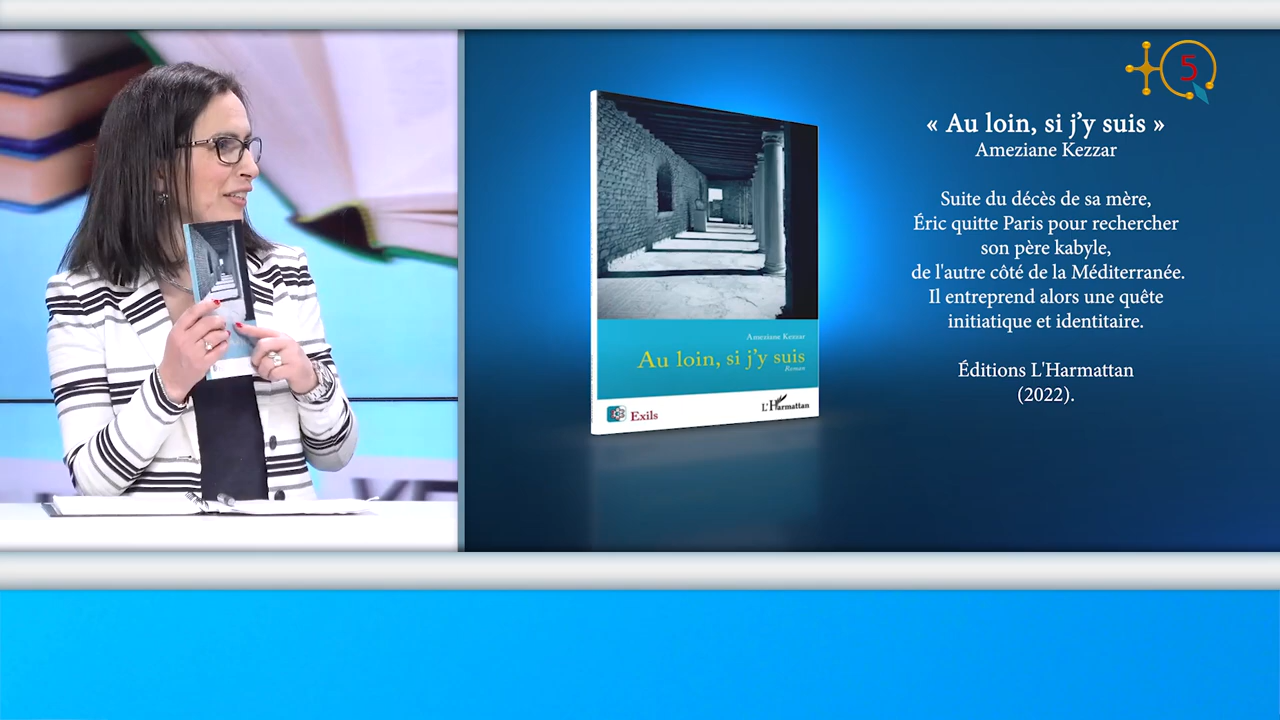 5
« Au loin, si j’y suis »
Ameziane Kezzar
Suite du décès de sa mère,
Éric quitte Paris pour rechercher
son père kabyle,
de l'autre côté de la Méditerranée.
Il entreprend alors une quête
initiatique et identitaire.
Éditions L'Harmattan
(2022).
Ameziane Kezzar
Au loin, si j'y suis
Roman
Exils
L'Harmattan